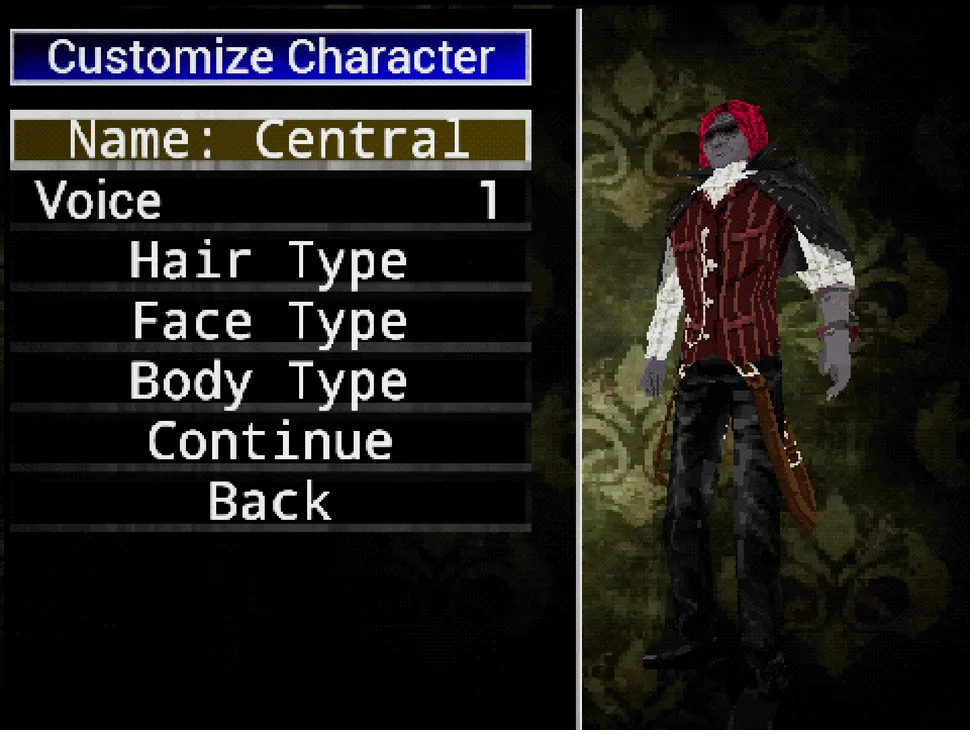 Customize Character
Name: Central
Voice 1
Hair Type
Face Type
Body Type
Continue
Back